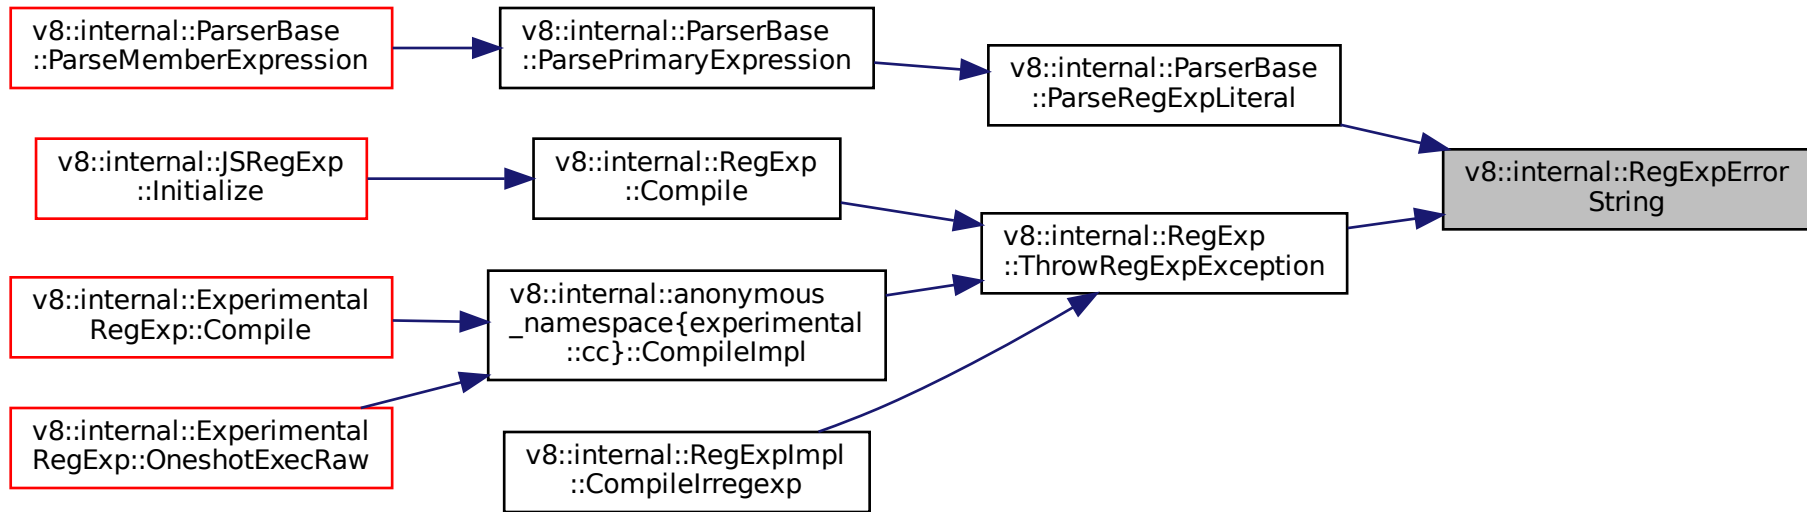 v8::internal::ParserBase
::ParseMemberExpression
v8::internal::ParserBase
::ParsePrimaryExpression
v8::internal::ParserBase
::ParseRegExpLiteral
v8::internal::RegExpError
String
v8::internal::JSRegExp
::Initialize
v8::internal::RegExp
::Compile
v8::internal::RegExp
::ThrowRegExpException
v8::internal::Experimental
RegExp::Compile
v8::internal::anonymous
_namespace{experimental
::cc}::CompileImpl
v8::internal::Experimental
RegExp::OneshotExecRaw
v8::internal::RegExpImpl
::CompileIrregexp